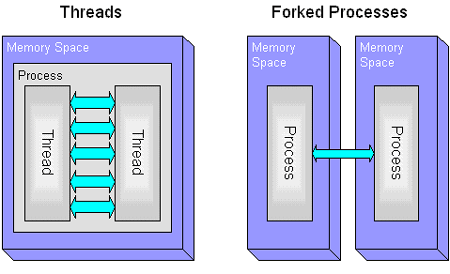 Threads
Forked Processes
Memory Space
Process
Thread
Thread
Memory
Space
Process
Memory
Space
Process